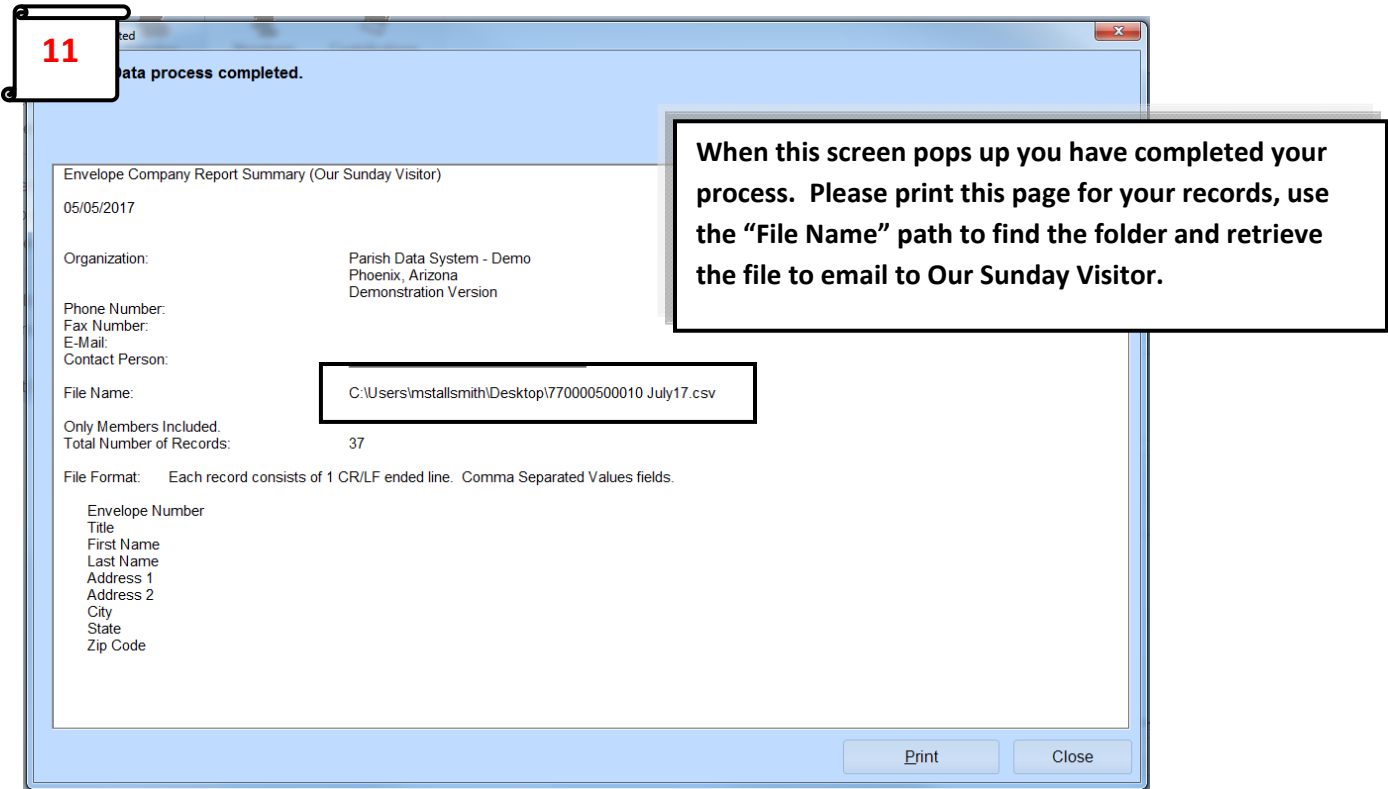 11
ted
Data process completed.
When this screen pops up you have completed your
process.  Please print this page for your records, use
the “File Name” path to find the folder and retrieve
the file to email to Our Sunday Visitor.
Envelope Company Report Summary (Our Sunday Visitor)
05/05/2017
Organization: Parish Data System - Demo
Phoenix, Arizona
Demonstration Version
Phone Number:
Fax Number:
E-Mail:
Contact Person:
File Name: C:\Users\mstallsmith\Desktop\770000500010 July17.csv
Only Members Included.
Total Number of Records: 37
File Format: Each record consists of 1 CR/LF ended line.  Comma Separated Values fields.
Envelope Number
Title
First Name
Last Name
Address 1
Address 2
City
State
Zip Code
Print Close